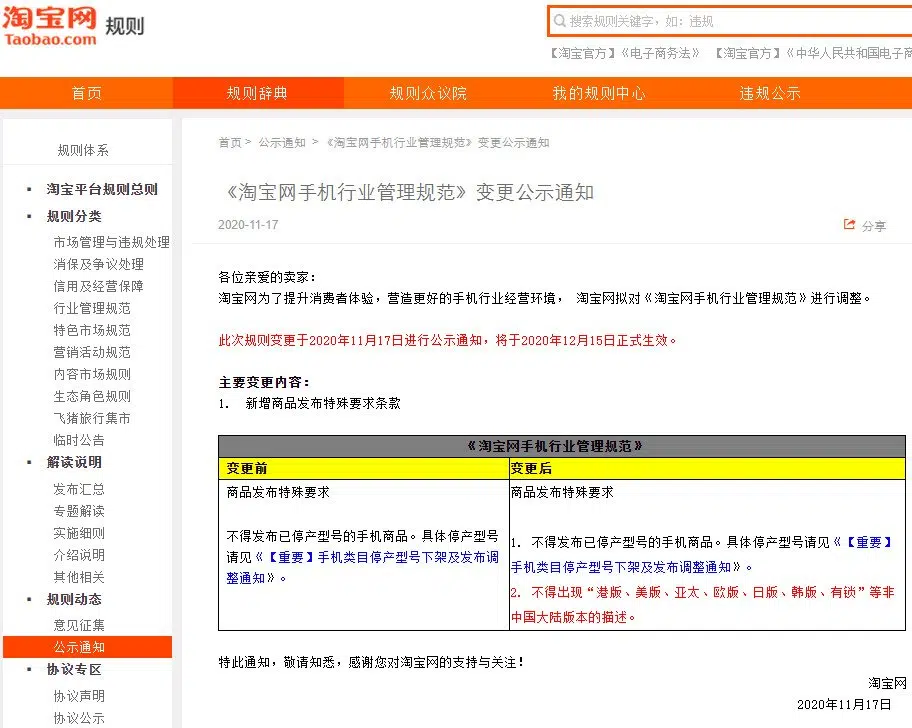 淘宝网
Taobao.com
规则
搜索规则关键字，如：违规
【淘宝官方】《电子商务法》 【淘宝官方】《中华人民共和国电子商
首页 规则辞典 规则众议院 我的规则中心 违规公示
规则体系
淘宝平台规则总则
规则分类
市场管理与违规处理
消保及争议处理
信用及经营保障
行业管理规范
特色市场规范
营销活动规范
内容市场规则
生态角色规则
飞猪旅行集市
临时公告
解读说明
发布汇总
专题解读
实施细则
介绍说明
其他相关
规则动态
意见征集
公示通知
协议专区
协议声明
协议公示
首页 > 公示通知 > 《淘宝网手机行业管理规范》变更公示通知
《淘宝网手机行业管理规范》变更公示通知
2020-11-17
分享
各位亲爱的卖家：
淘宝网为了提升消费者体验，营造更好的手机行业经营环境， 淘宝网拟对《淘宝网手机行业管理规范》进行调整。
此次规则变更于2020年11月17日进行公示通知，将于2020年12月15日正式生效。
主要变更内容：
1. 新增商品发布特殊要求条款
《淘宝网手机行业管理规范》
变更前
变更后
商品发布特殊要求
不得发布已停产型号的手机商品。具体停产型号
请见《【重要】手机类目停产型号下架及发布调
整通知》。
商品发布特殊要求
1. 不得发布已停产型号的手机商品。具体停产型号请见《【重要】
手机类目停产型号下架及发布调整通知》。
2. 不得出现“港版、美版、亚太、欧版、日版、韩版、有锁”等非
中国大陆版本的描述。
特此通知，敬请知悉，感谢您对淘宝网的支持与关注！
淘宝网
2020年11月17日